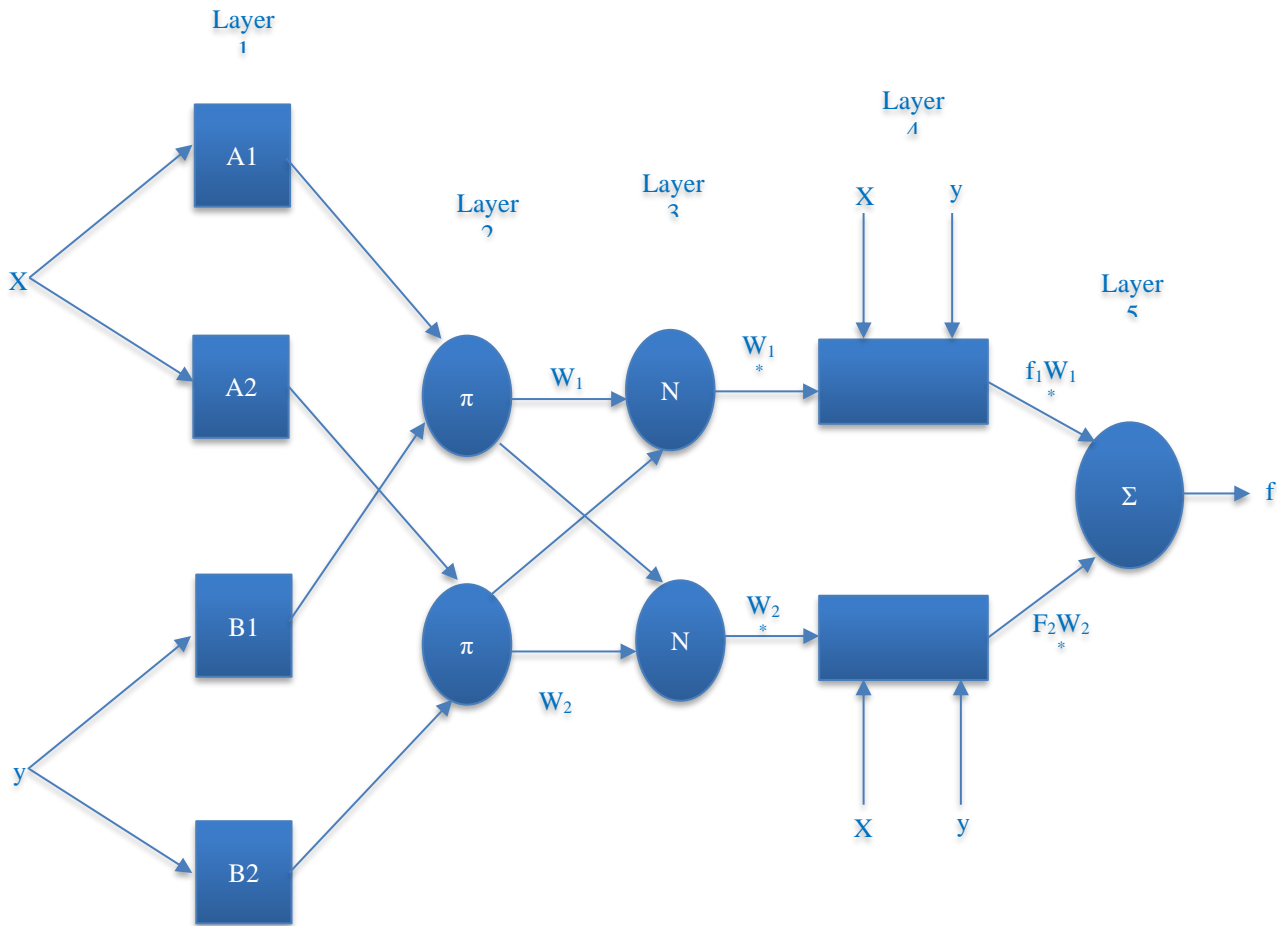 Layer
1
Layer
4
A1
Layer
3
X
y
Layer
2
X
Layer
5
A2
W₁
W₁
*
f₁W₁
*
N
π
Σ
f
B1
W₂
*
F₂W₂
*
π
N
W₂
y
X
y
B2